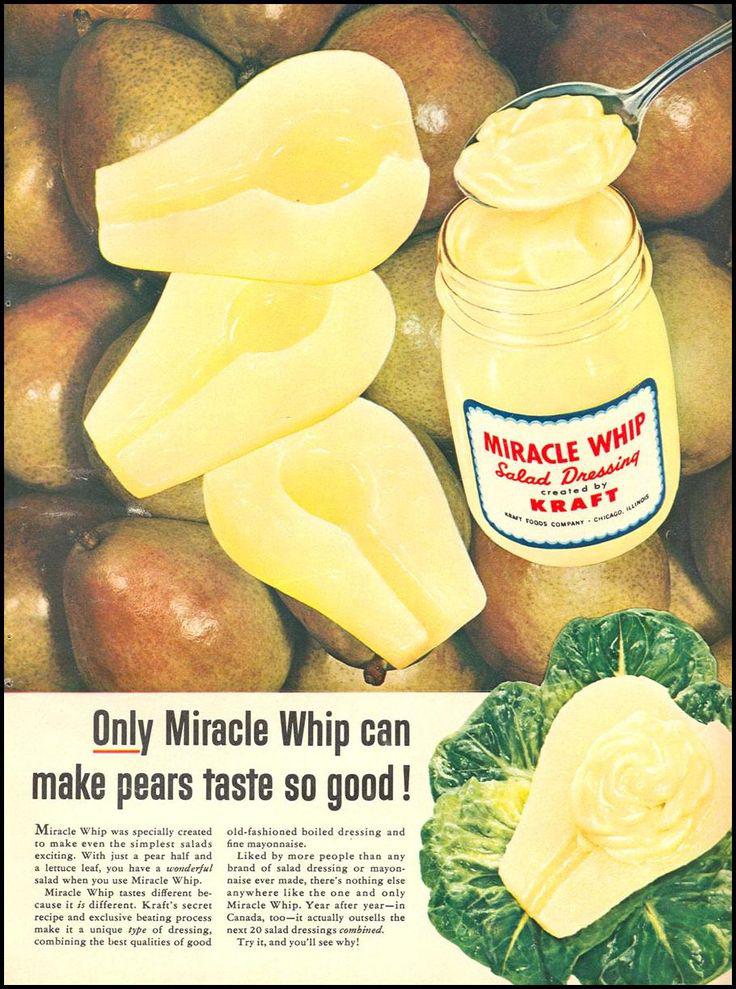 MIRACLE WHIP
Salad Dressing
created by
KRAFT
KRAFT FOODS COMPANY · CHICAGO, ILLINOIS
Only Miracle Whip can
make pears taste so good!
Miracle Whip was specially created
to make even the simplest salads
exciting. With just a pear half and
a lettuce leaf, you have a wonderful
salad when you use Miracle Whip.
Miracle Whip tastes different be-
cause it is different. Kraft's secret
recipe and exclusive beating process
make it a unique type of dressing,
combining the best qualities of good
old-fashioned boiled dressing and
fine mayonnaise.
Liked by more people than any
brand of salad dressing or mayon-
naise ever made, there's nothing else
anywhere like the one and only
Miracle Whip. Year after year—in
Canada, too—it actually outsells the
next 20 salad dressings combined.
Try it, and you'll see why!